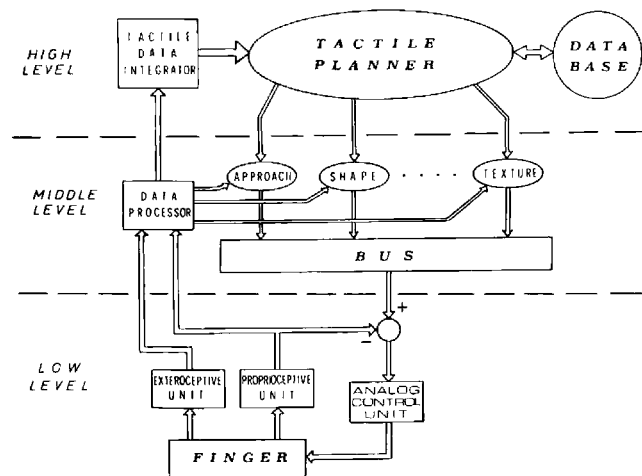 HIGH
LEVEL
TACTILE
DATA
INTEGRATOR
TACTILE
PLANNER
DATA
BASE
MIDDLE
LEVEL
DATA
PROCESSOR
APPROACH
SHAPE
TEXTURE
BUS
+
−
LOW
LEVEL
EXTEROCEPTIVE
UNIT
PROPRIOCEPTIVE
UNIT
ANALOG
CONTROL
UNIT
FINGER